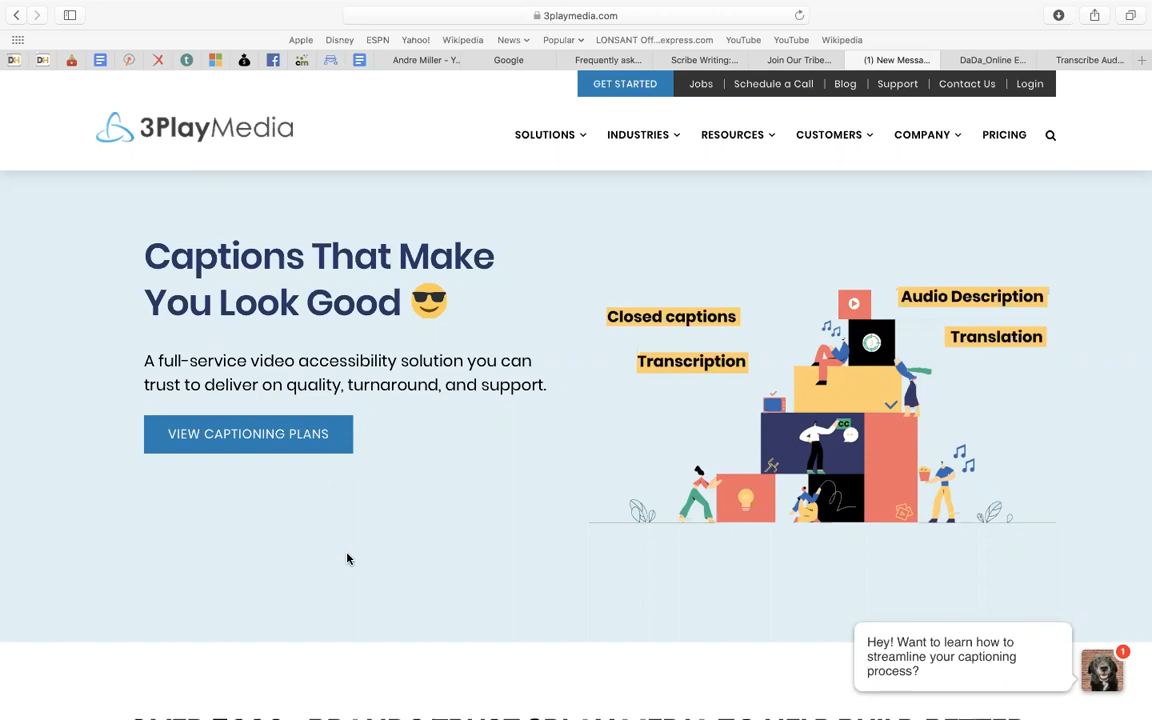 3playmedia.com
Apple Disney ESPN Yahoo! Wikipedia News Popular LONSANT Off...express.com YouTube YouTube Wikipedia
Andre Miller - Y... Google Frequently ask... Scribe Writing:... Join Our Tribe... (1) New Messa... DaDa_Online E... Transcribe Aud...
GET STARTED Jobs | Schedule a Call | Blog | Support | Contact Us | Login
3PlayMedia
SOLUTIONS INDUSTRIES RESOURCES CUSTOMERS COMPANY PRICING
Captions That Make
You Look Good 😎
A full-service video accessibility solution you can
trust to deliver on quality, turnaround, and support.
VIEW CAPTIONING PLANS
Closed captions
Audio Description
Transcription
Translation
CC
Hey! Want to learn how to
streamline your captioning
process?
1